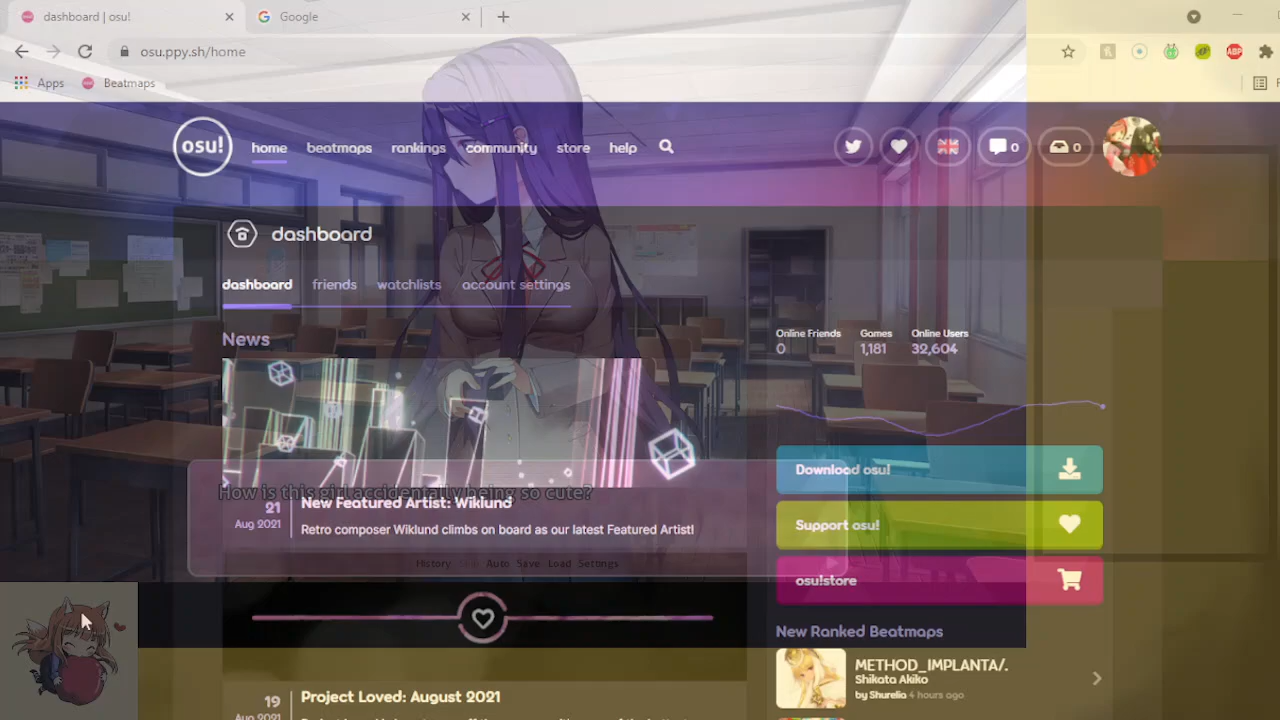 dashboard | osu!
Google
osu.ppy.sh/home
ABP
Apps
Beatmaps
osu!
home
beatmaps
rankings
community
store
help
0
0
dashboard
dashboard
friends
watchlists
account settings
News
Online Friends
Games
Online Users
0
1,181
32,604
Download osu!
How is this girl accidentally being so cute?
21
Aug 2021
New Featured Artist: Wiklund
Retro composer Wiklund climbs on board as our latest Featured Artist!
Support osu!
History Skip Auto Save Load Settings
osu!store
New Ranked Beatmaps
METHOD_IMPLANTA/.
Shikata Akiko
by Shurelia 4 hours ago
19
Aug 2021
Project Loved: August 2021